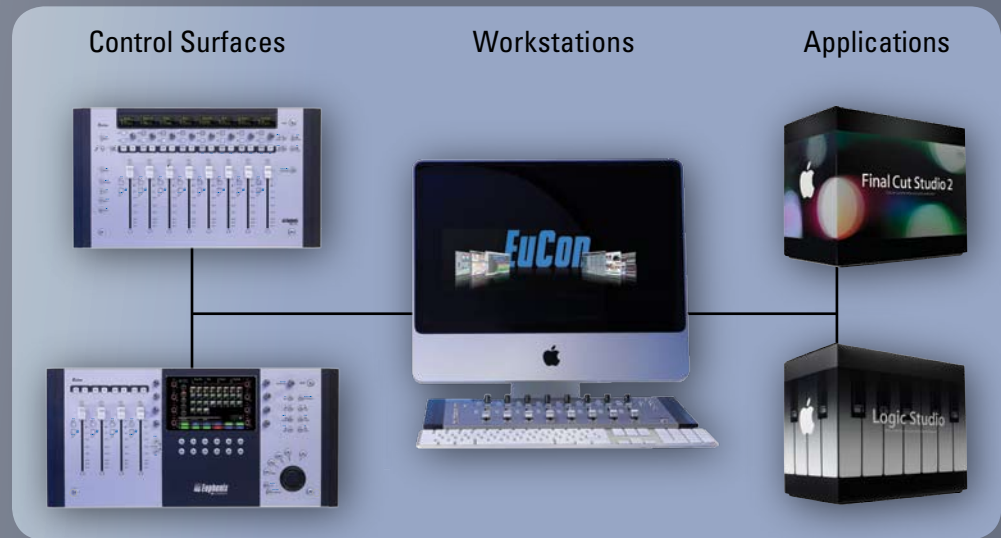 Control Surfaces
Workstations
Applications
EuCon
Final Cut Studio 2
Logic Studio
Euphonix